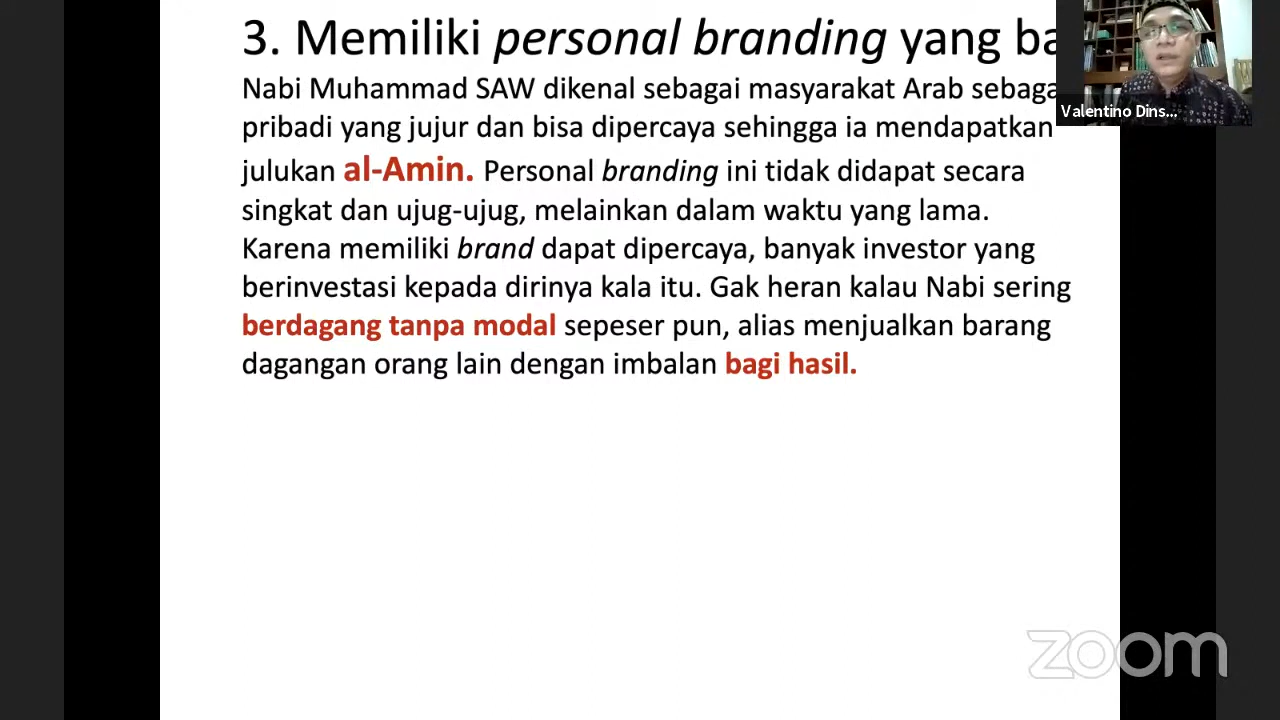 3. Memiliki personal branding yang ba
Nabi Muhammad SAW dikenal sebagai masyarakat Arab sebaga
pribadi yang jujur dan bisa dipercaya sehingga ia mendapatkan
julukan al-Amin. Personal branding ini tidak didapat secara
singkat dan ujug-ujug, melainkan dalam waktu yang lama.
Karena memiliki brand dapat dipercaya, banyak investor yang
berinvestasi kepada dirinya kala itu. Gak heran kalau Nabi sering
berdagang tanpa modal sepeser pun, alias menjualkan barang
dagangan orang lain dengan imbalan bagi hasil.
Valentino Dins...
zoom